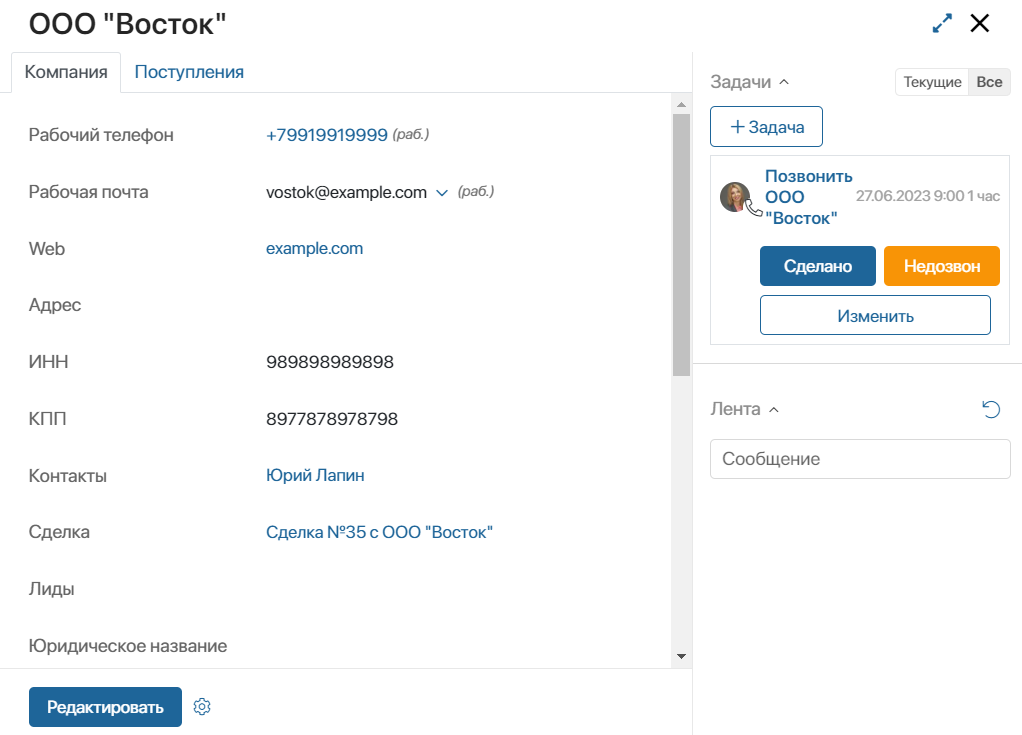 ООО "Восток"
Компания
Поступления
Рабочий телефон
+79919919999 (раб.)
Рабочая почта
vostok@example.com (раб.)
Web
example.com
Адрес
ИНН
989898989898
КПП
8977878978798
Контакты
Юрий Лапин
Сделка
Сделка №35 с ООО "Восток"
Лиды
Юридическое название
Редактировать
Задачи
Текущие
Все
+ Задача
Позвонить
ООО
"Восток"
27.06.2023 9:00 1 час
Сделано
Недозвон
Изменить
Лента
Сообщение